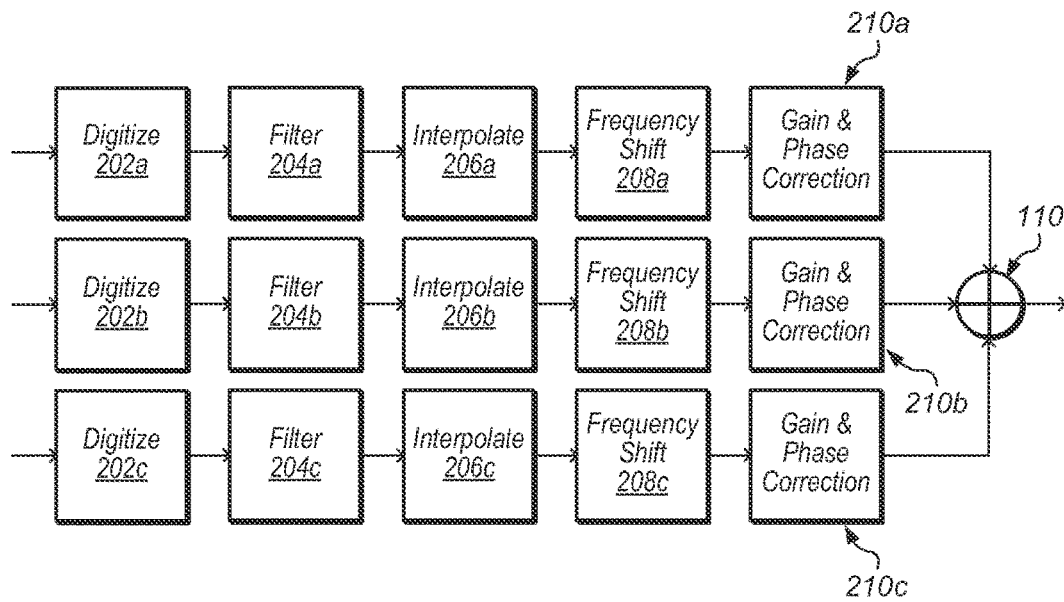 210a
Digitize
202a
Filter
204a
Interpolate
206a
Frequency
Shift
208a
Gain &
Phase
Correction
110
Digitize
202b
Filter
204b
Interpolate
206b
Frequency
Shift
208b
Gain &
Phase
Correction
210b
Digitize
202c
Filter
204c
Interpolate
206c
Frequency
Shift
208c
Gain &
Phase
Correction
210c